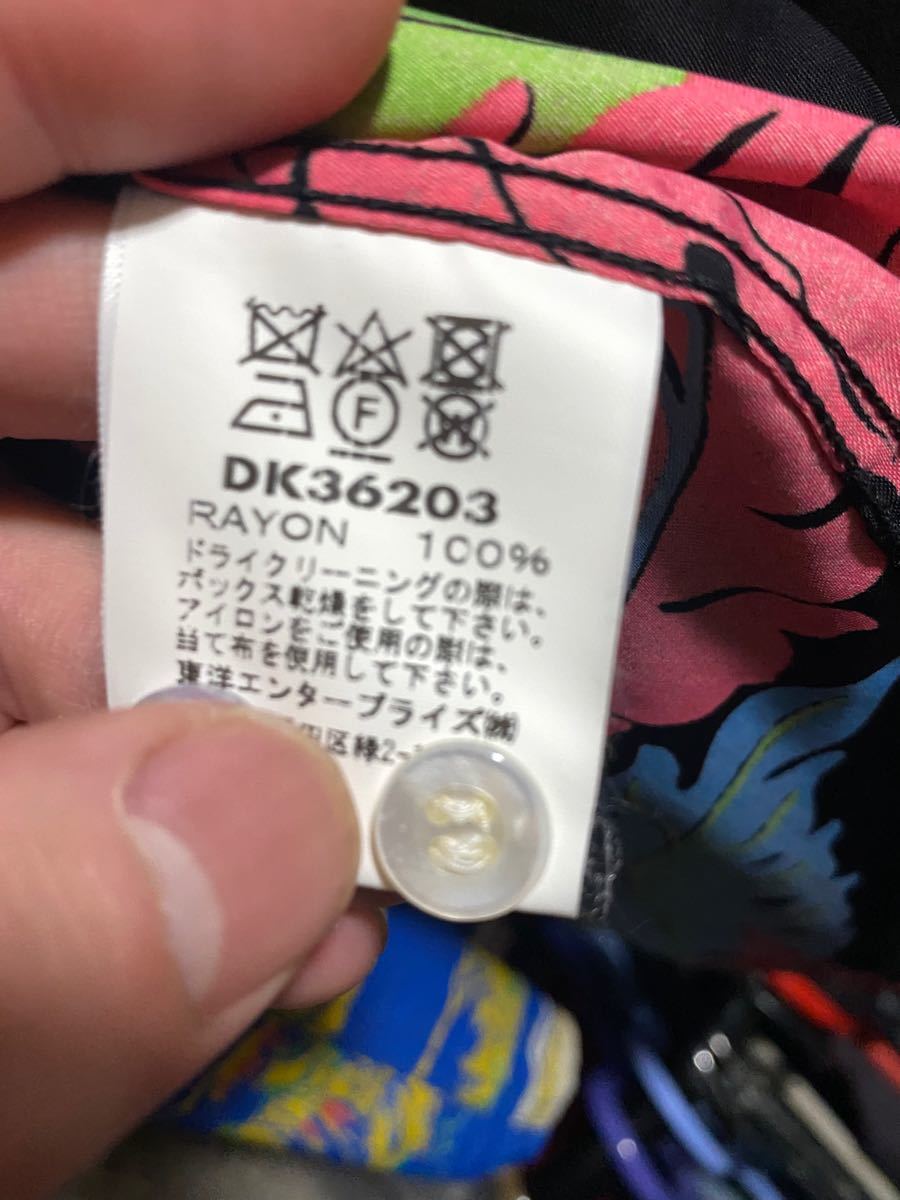 F W
DK36203
RAYON 100%
ドライクリーニングの際は、
ボックス乾燥をして下さい。
アイロンをご使用の際は、
当て布を使用して下さい。
東洋エンタープライズ㈱
区緑2-